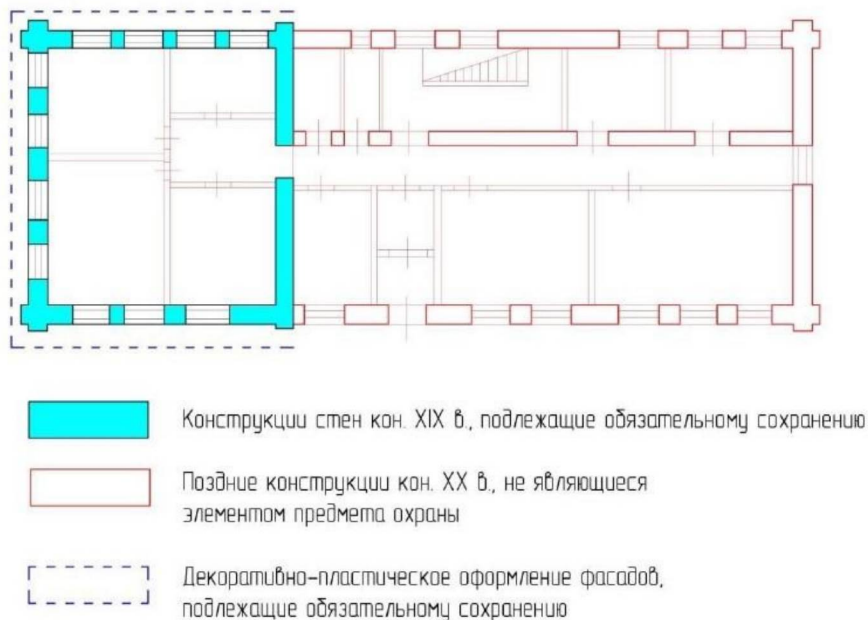 Конструкции стен кон. XIX в., подлежащие обязательному сохранению
Поздние конструкции кон. XX в., не являющиеся
элементом предмета охраны
Декоративно-пластическое оформление фасадов,
подлежащие обязательному сохранению